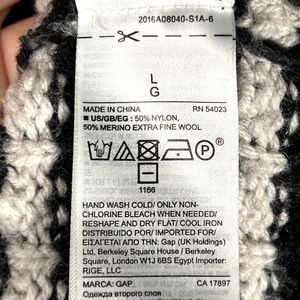 2016A08040-S1A-6
L
G
MADE IN CHINA RN 54023
■ US/GB/EG : 50% NYLON,
50% MERINO EXTRA FINE WOOL
P
1166
HAND WASH COLD/ ONLY NON-
CHLORINE BLEACH WHEN NEEDED/
RESHAPE AND DRY FLAT/ COOL IRON
DISTRIBUIDO POR/ IMPORTED BY/
ΕΙΣΑΓΕΤΑΙ ΑΠΟ ΤΗΝ: Gap (UK Holdings)
Ltd, Berkeley Square House / Berkeley
Square, London W1J 6BS Egypt Importer:
RIGE, LLC
MARCA: GAP CA 17897
Одежда второго слоя